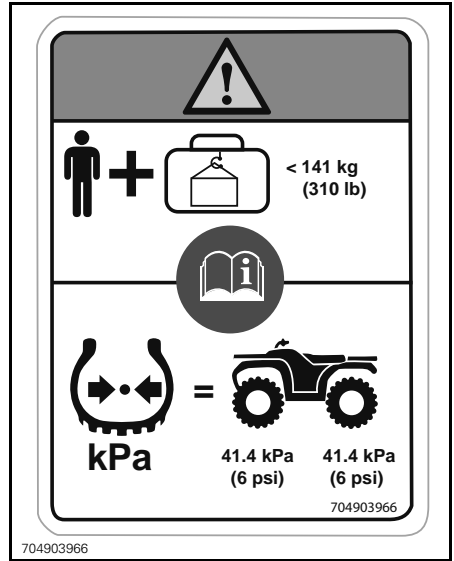 < 141 kg
(310 lb)
i
kPa
=
41.4 kPa
(6 psi)
41.4 kPa
(6 psi)
704903966
704903966